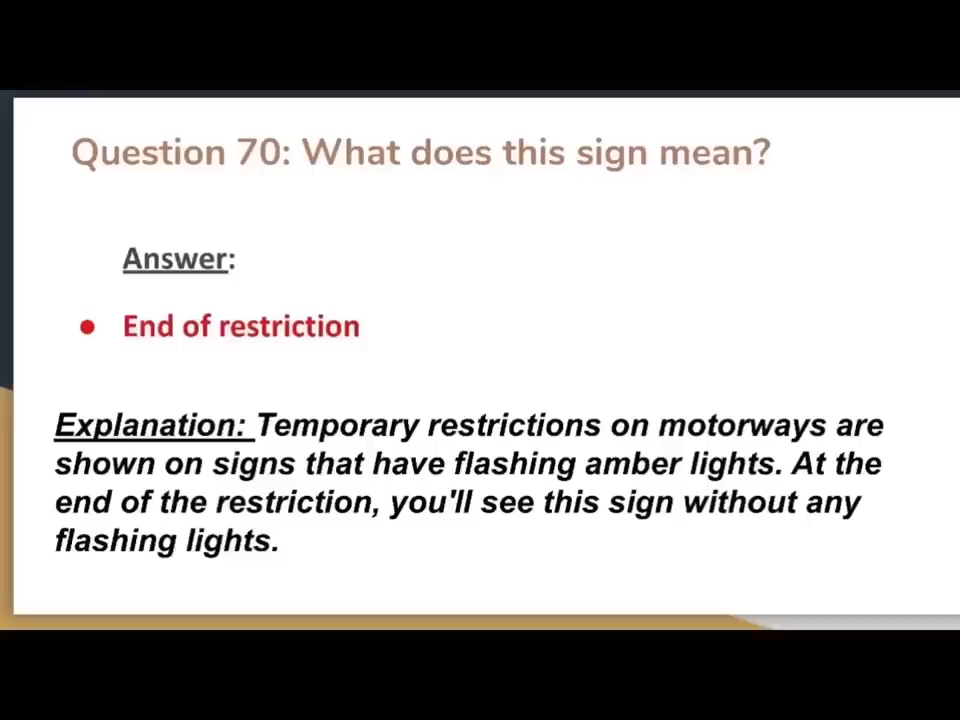 Question 70: What does this sign mean?
Answer:
● End of restriction
Explanation: Temporary restrictions on motorways are
shown on signs that have flashing amber lights. At the
end of the restriction, you'll see this sign without any
flashing lights.